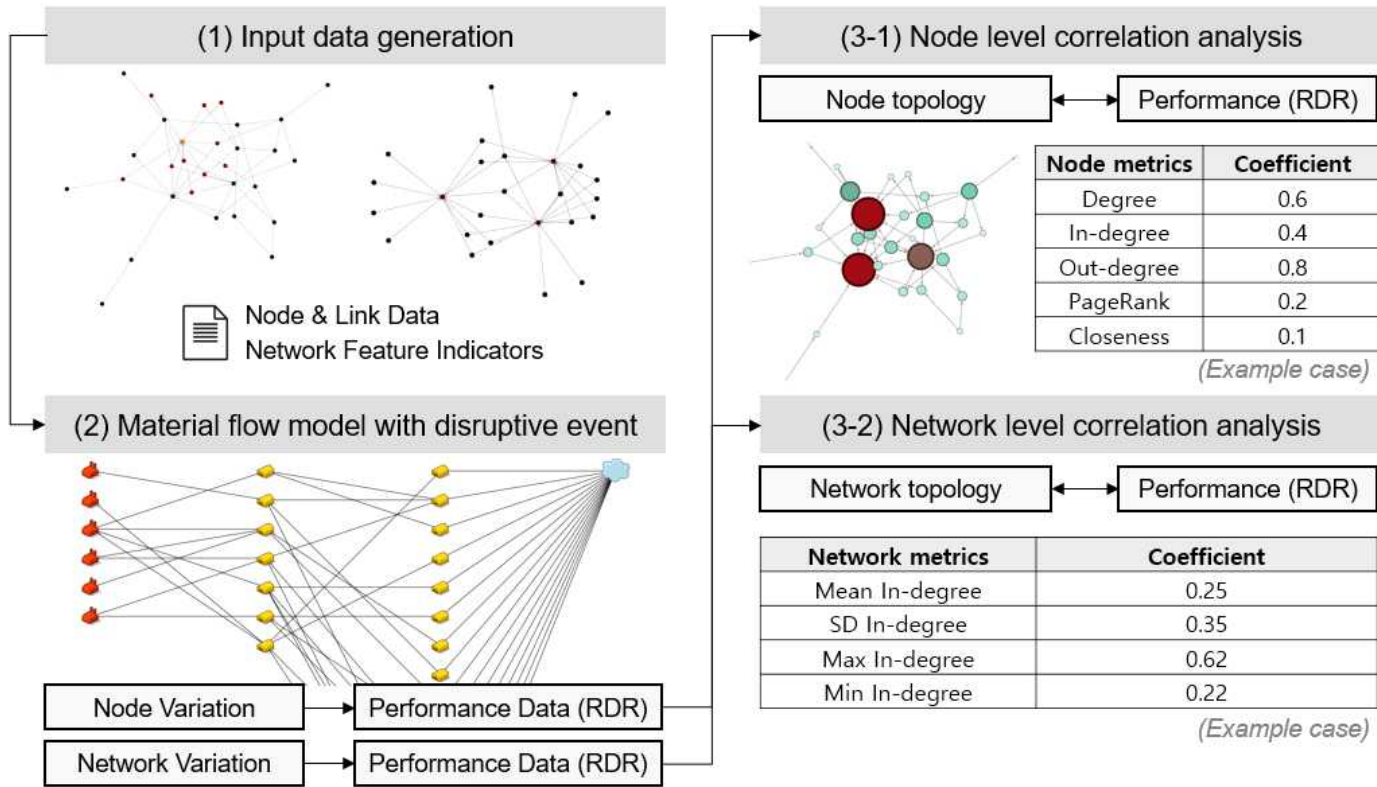 (1) Input data generation
Node & Link Data
Network Feature Indicators
(2) Material flow model with disruptive event
Node Variation
Performance Data (RDR)
Network Variation
Performance Data (RDR)
(3-1) Node level correlation analysis
Node topology
Performance (RDR)
Node metrics Coefficient
Degree 0.6
In-degree 0.4
Out-degree 0.8
PageRank 0.2
Closeness 0.1
(Example case)
(3-2) Network level correlation analysis
Network topology
Performance (RDR)
Network metrics Coefficient
Mean In-degree 0.25
SD In-degree 0.35
Max In-degree 0.62
Min In-degree 0.22
(Example case)